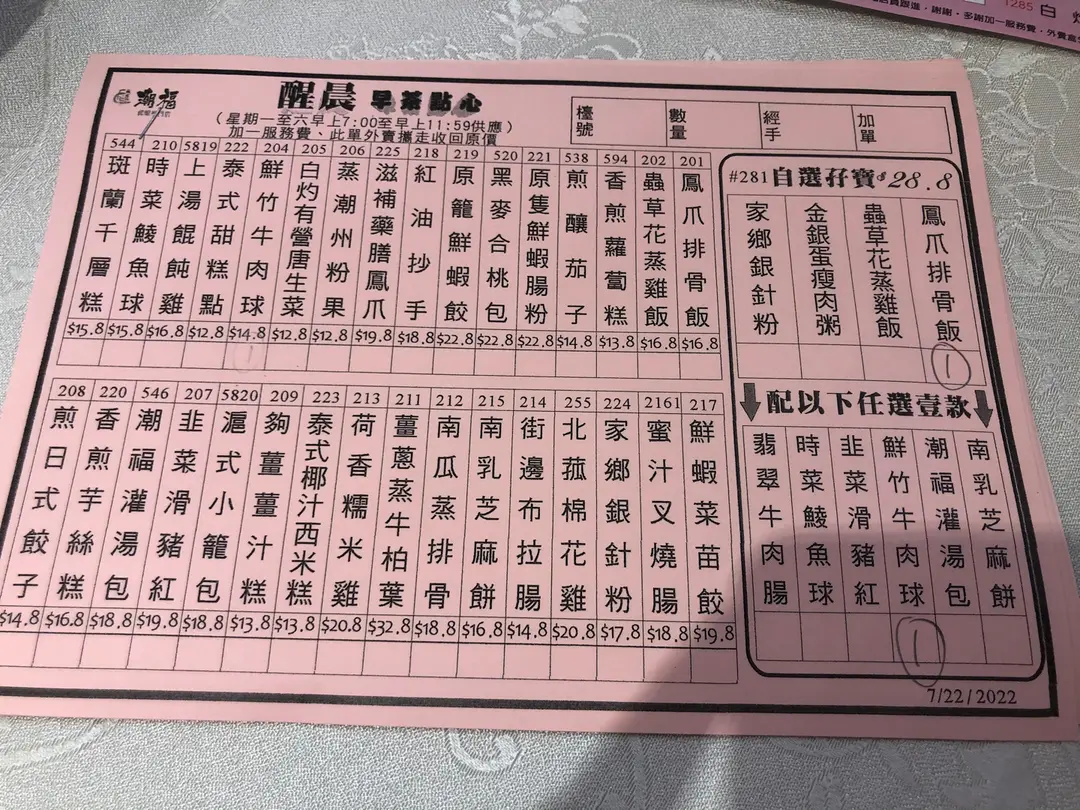 1285 白
跟進，謝謝，多謝加一服務費，外賣盒
潮福
醒晨 早茶點心
(星期一至六早上7:00至早上11:59供應)
加一服務費、此單外賣攜走收回原價
檯號
數量
經手
加單
544 210 5819 222 204 205 206 225 218 219 520 221 538 594 202 201
斑蘭千層糕
時菜鯪魚球
上湯餛飩雞
泰式甜糕點
鮮竹牛肉球
白灼有營唐生菜
蒸潮州粉果
滋補藥膳鳳爪
紅油抄手
原籠鮮蝦餃
黑麥合桃包
原隻鮮蝦腸粉
煎釀茄子
香煎蘿蔔糕
蟲草花蒸雞飯
鳳爪排骨飯
$15.8 $15.8 $16.8 $12.8 $14.8 $12.8 $12.8 $19.8 $18.8 $22.8 $22.8 $22.8 $14.8 $13.8 $16.8 $16.8
1
208 220 546 207 5820 209 223 213 211 212 215 214 255 224 2161 217
煎日式餃子
香煎芋絲糕
潮福灌湯包
韭菜滑豬紅
滬式小籠包
夠薑薑汁糕
泰式椰汁西米糕
荷香糯米雞
薑蔥蒸牛柏葉
南瓜蒸排骨
南乳芝麻餅
街邊布拉腸
北菰棉花雞
家鄉銀針粉
蜜汁叉燒腸
鮮蝦菜苗餃
$14.8 $16.8 $18.8 $19.8 $18.8 $13.8 $13.8 $20.8 $32.8 $18.8 $16.8 $14.8 $20.8 $17.8 $18.8 $19.8
#281 自選孖寶 $28.8
家鄉銀針粉
金銀蛋瘦肉粥
蟲草花蒸雞飯
鳳爪排骨飯
1
配以下任選壹款
翡翠牛肉腸
時菜鯪魚球
韭菜滑豬紅
鮮竹牛肉球
潮福灌湯包
南乳芝麻餅
1
7/22/2022